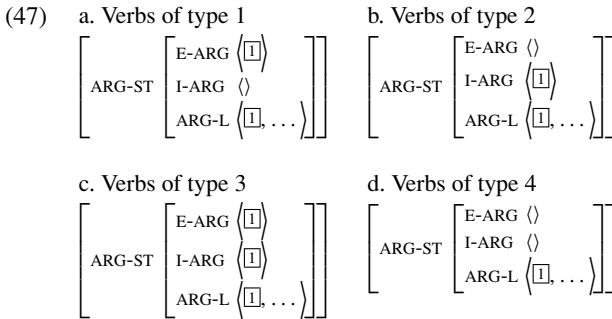 (47) a. Verbs of type 1 b. Verbs of type 2
E-ARG ⟨[1]⟩ E-ARG ⟨⟩
ARG-ST I-ARG ⟨⟩ ARG-ST I-ARG ⟨[1]⟩
ARG-L ⟨[1], . . .⟩ ARG-L ⟨[1], . . .⟩
c. Verbs of type 3 d. Verbs of type 4
E-ARG ⟨[1]⟩ E-ARG ⟨⟩
ARG-ST I-ARG ⟨[1]⟩ ARG-ST I-ARG ⟨⟩
ARG-L ⟨[1], . . .⟩ ARG-L ⟨[1], . . .⟩